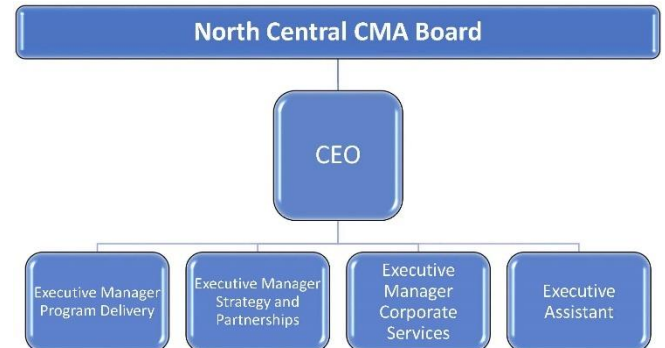 North Central CMA Board
CEO
Executive Manager
Program Delivery
Executive Manager
Strategy and
Partnerships
Executive
Manager
Corporate
Services
Executive
Assistant